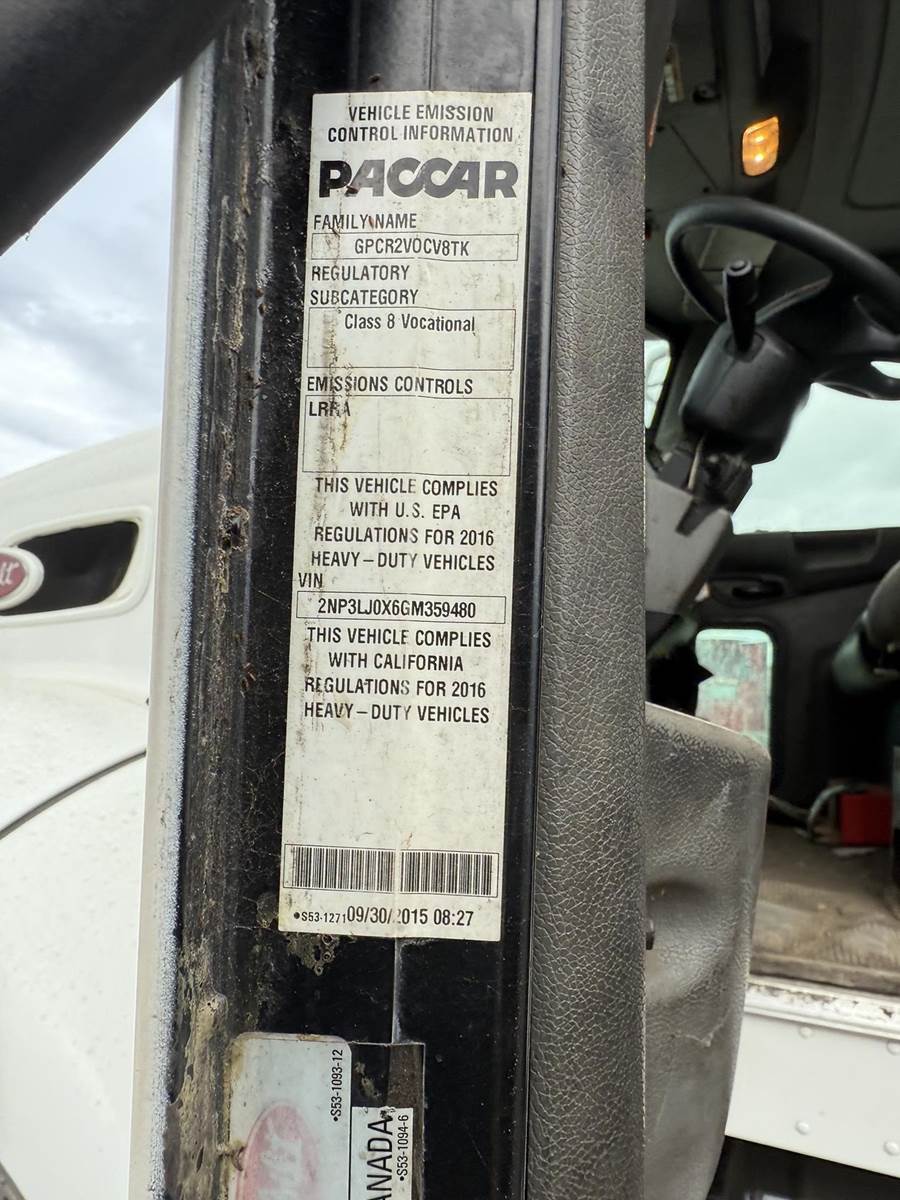 VEHICLE EMISSION
CONTROL INFORMATION
PACCAR
FAMILY NAME
GPCR2VOCV8TK
REGULATORY
SUBCATEGORY
Class 8 Vocational
EMISSIONS CONTROLS
LRRA
THIS VEHICLE COMPLIES
WITH U.S. EPA
REGULATIONS FOR 2016
HEAVY-DUTY VEHICLES
VIN
2NP3LJ0X6GM359480
THIS VEHICLE COMPLIES
WITH CALIFORNIA
REGULATIONS FOR 2016
HEAVY-DUTY VEHICLES
•S53-1271 09/30/2015 08:27
•S53-1093-12
ANADA
•S53-1094-6